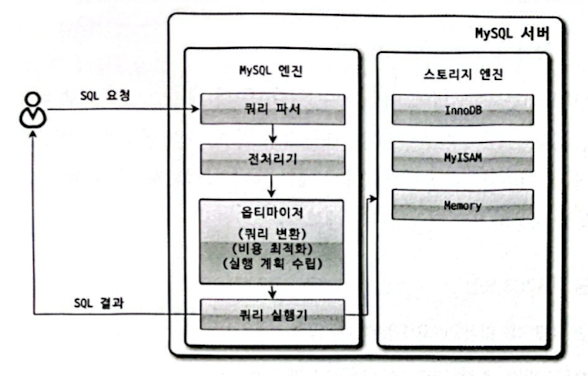 MySQL 서버
MySQL 엔진
스토리지 엔진
SQL 요청
쿼리 파서
InnoDB
전처리기
MyISAM
옵티마이저
(쿼리 변환)
(비용 최적화)
(실행 계획 수립)
Memory
SQL 결과
쿼리 실행기